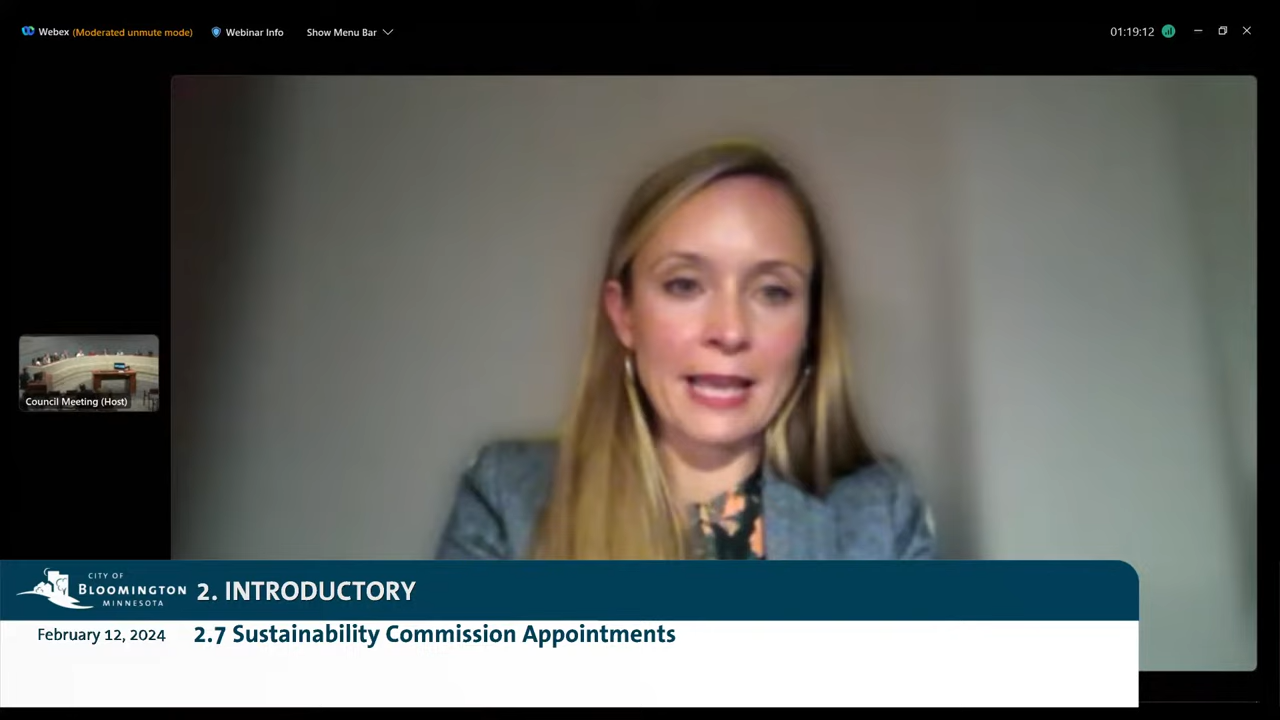 Webex (Moderated unmute mode) Webinar Info Show Menu Bar 01:19:12
Council Meeting (Host)
CITY OF
BLOOMINGTON
MINNESOTA
2. INTRODUCTORY
February 12, 2024 2.7 Sustainability Commission Appointments